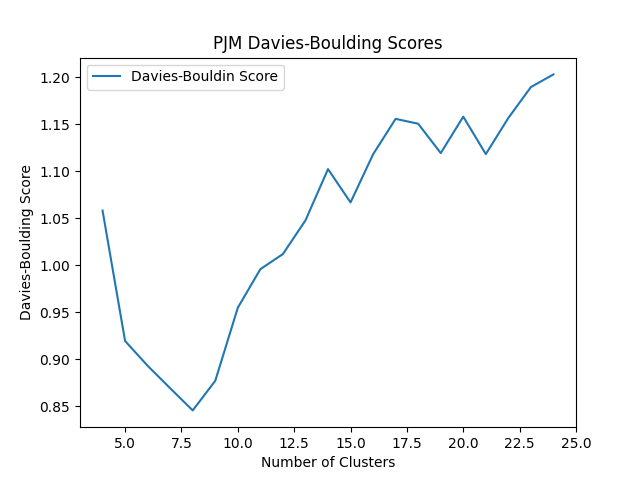 PJM Davies-Boulding Scores
Davies-Bouldin Score
Davies-Boulding Score
1.20
1.15
1.10
1.05
1.00
0.95
0.90
0.85
5.0 7.5 10.0 12.5 15.0 17.5 20.0 22.5 25.0
Number of Clusters